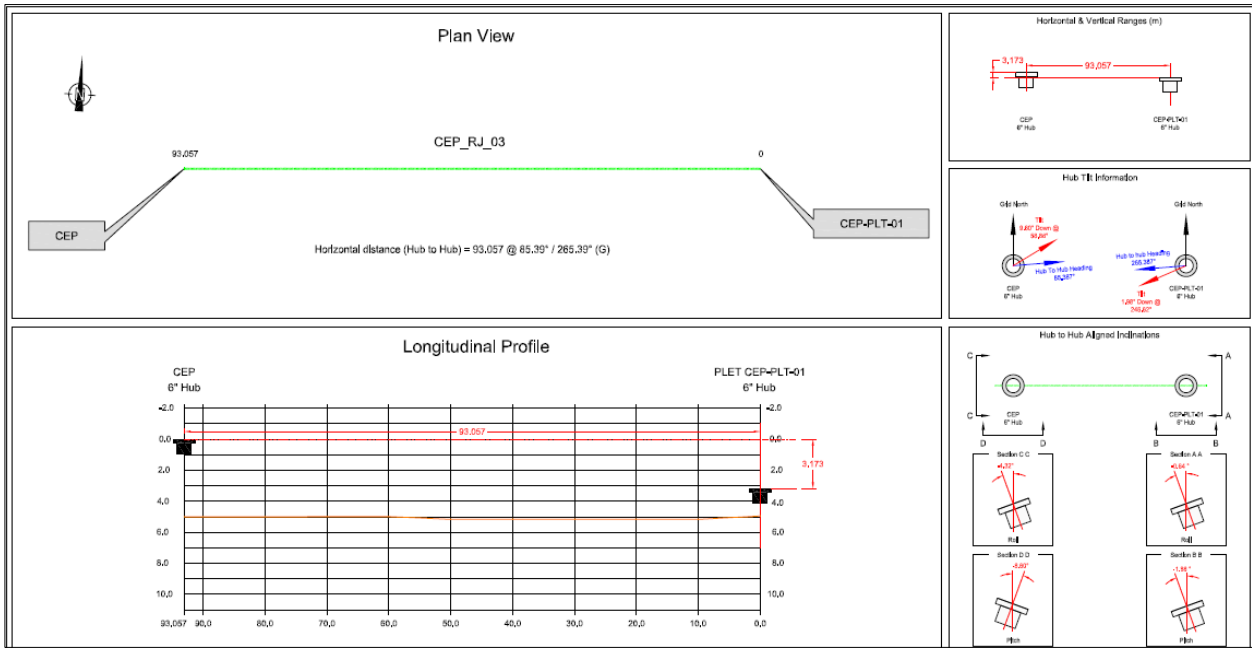 Plan View
N
CEP_RJ_03
93.057
0
CEP
CEP-PLT-01
Horizontal distance (Hub to Hub) = 93.057 @ 85.39° / 265.39° (G)
Longitudinal Profile
CEP
6" Hub
PLET CEP-PLT-01
6" Hub
-2.0
-2.0
93.057
0.0
0.0
2.0
2.0
3.173
4.0
4.0
6.0
6.0
8.0
8.0
10.0
10.0
93.057
90.0
80.0
70.0
60.0
50.0
40.0
30.0
20.0
10.0
0.0
Horizontal & Vertical Ranges (m)
3.173
93.057
CEP
6" Hub
CEP-PLT-01
6" Hub
Hub Tilt Information
Grid North
Grid North
Tilt
Down @
Hub To Hub Heading
85.387°
CEP
6" Hub
Hub to hub Heading
265.387°
CEP-PLT-01
6" Hub
Tilt
Down @
Hub to Hub Aligned Inclinations
C
A
C
A
CEP
6" Hub
CEP-PLT-01
6" Hub
D
D
B
B
Section C C
Roll
Section A A
Roll
Section D D
Pitch
Section B B
Pitch